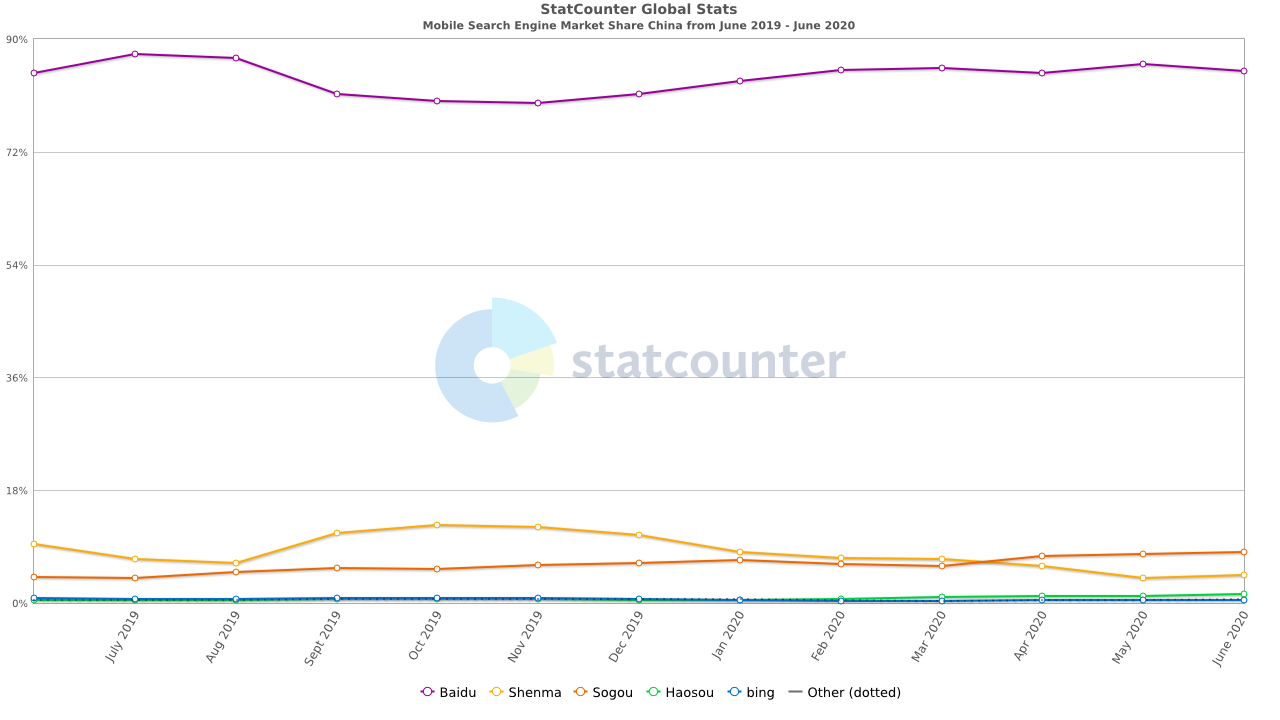 StatCounter Global Stats
Mobile Search Engine Market Share China from June 2019 - June 2020
90%
72%
54%
36%
18%
0%
statcounter
July 2019
Aug 2019
Sept 2019
Oct 2019
Nov 2019
Dec 2019
Jan 2020
Feb 2020
Mar 2020
Apr 2020
May 2020
June 2020
Baidu Shenma Sogou Haosou bing Other (dotted)